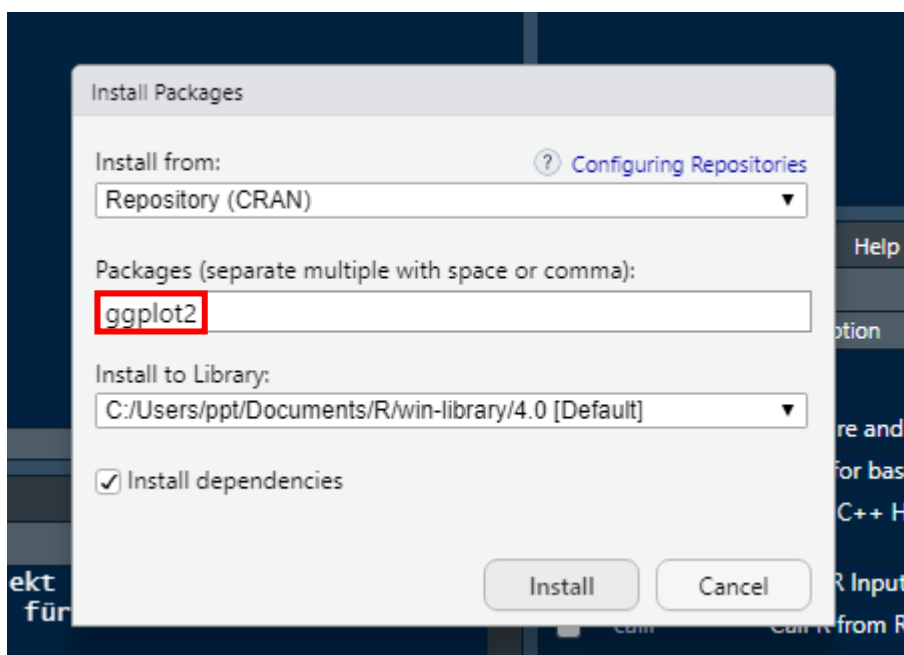 Install Packages
Install from:
? Configuring Repositories
Repository (CRAN)
Help
Packages (separate multiple with space or comma):
ggplot2
Install to Library:
C:/Users/ppt/Documents/R/win-library/4.0 [Default]
re and
Install dependencies
for bas
C++ H
ekt
Install
Cancel
R Input
für
from R